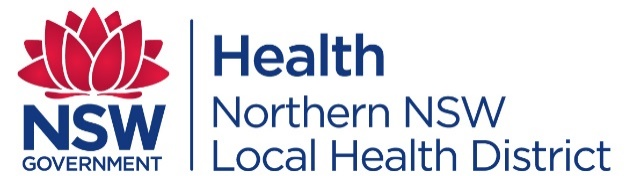 NSW
GOVERNMENT
Health
Northern NSW
Local Health District